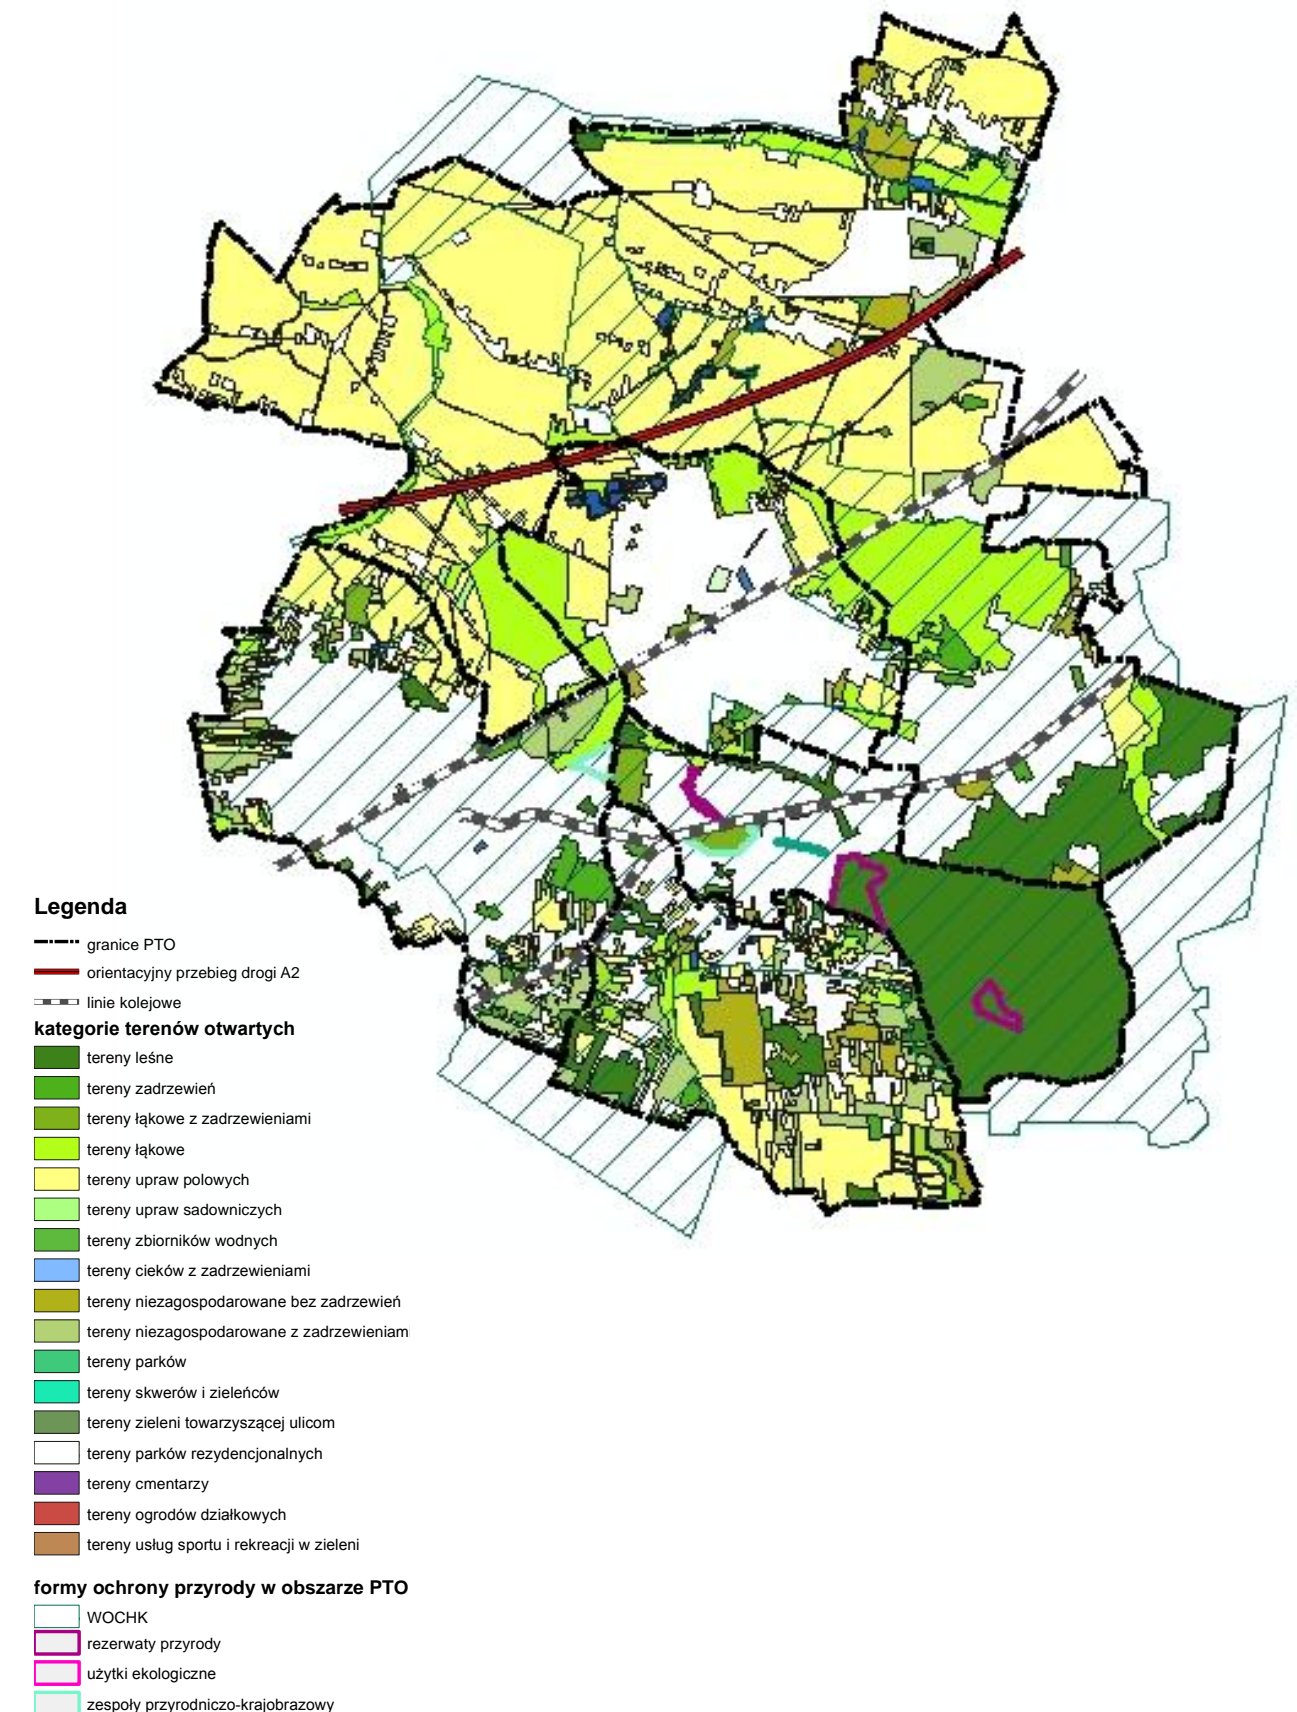 Legenda
granice PTO
orientacyjny przebieg drogi A2
linie kolejowe
kategorie terenów otwartych
tereny leśne
tereny zadrzewień
tereny łąkowe z zadrzewieniami
tereny łąkowe
tereny upraw polowych
tereny upraw sadowniczych
tereny zbiorników wodnych
tereny cieków z zadrzewieniami
tereny niezagospodarowane bez zadrzewień
tereny niezagospodarowane z zadrzewieniam
tereny parków
tereny skwerów i zieleńców
tereny zieleni towarzyszącej ulicom
tereny parków rezydencjonalnych
tereny cmentarzy
tereny ogrodów działkowych
tereny usług sportu i rekreacji w zieleni
formy ochrony przyrody w obszarze PTO
WOCHK
rezerwaty przyrody
użytki ekologiczne
zespoły przyrodniczo-krajobrazowy